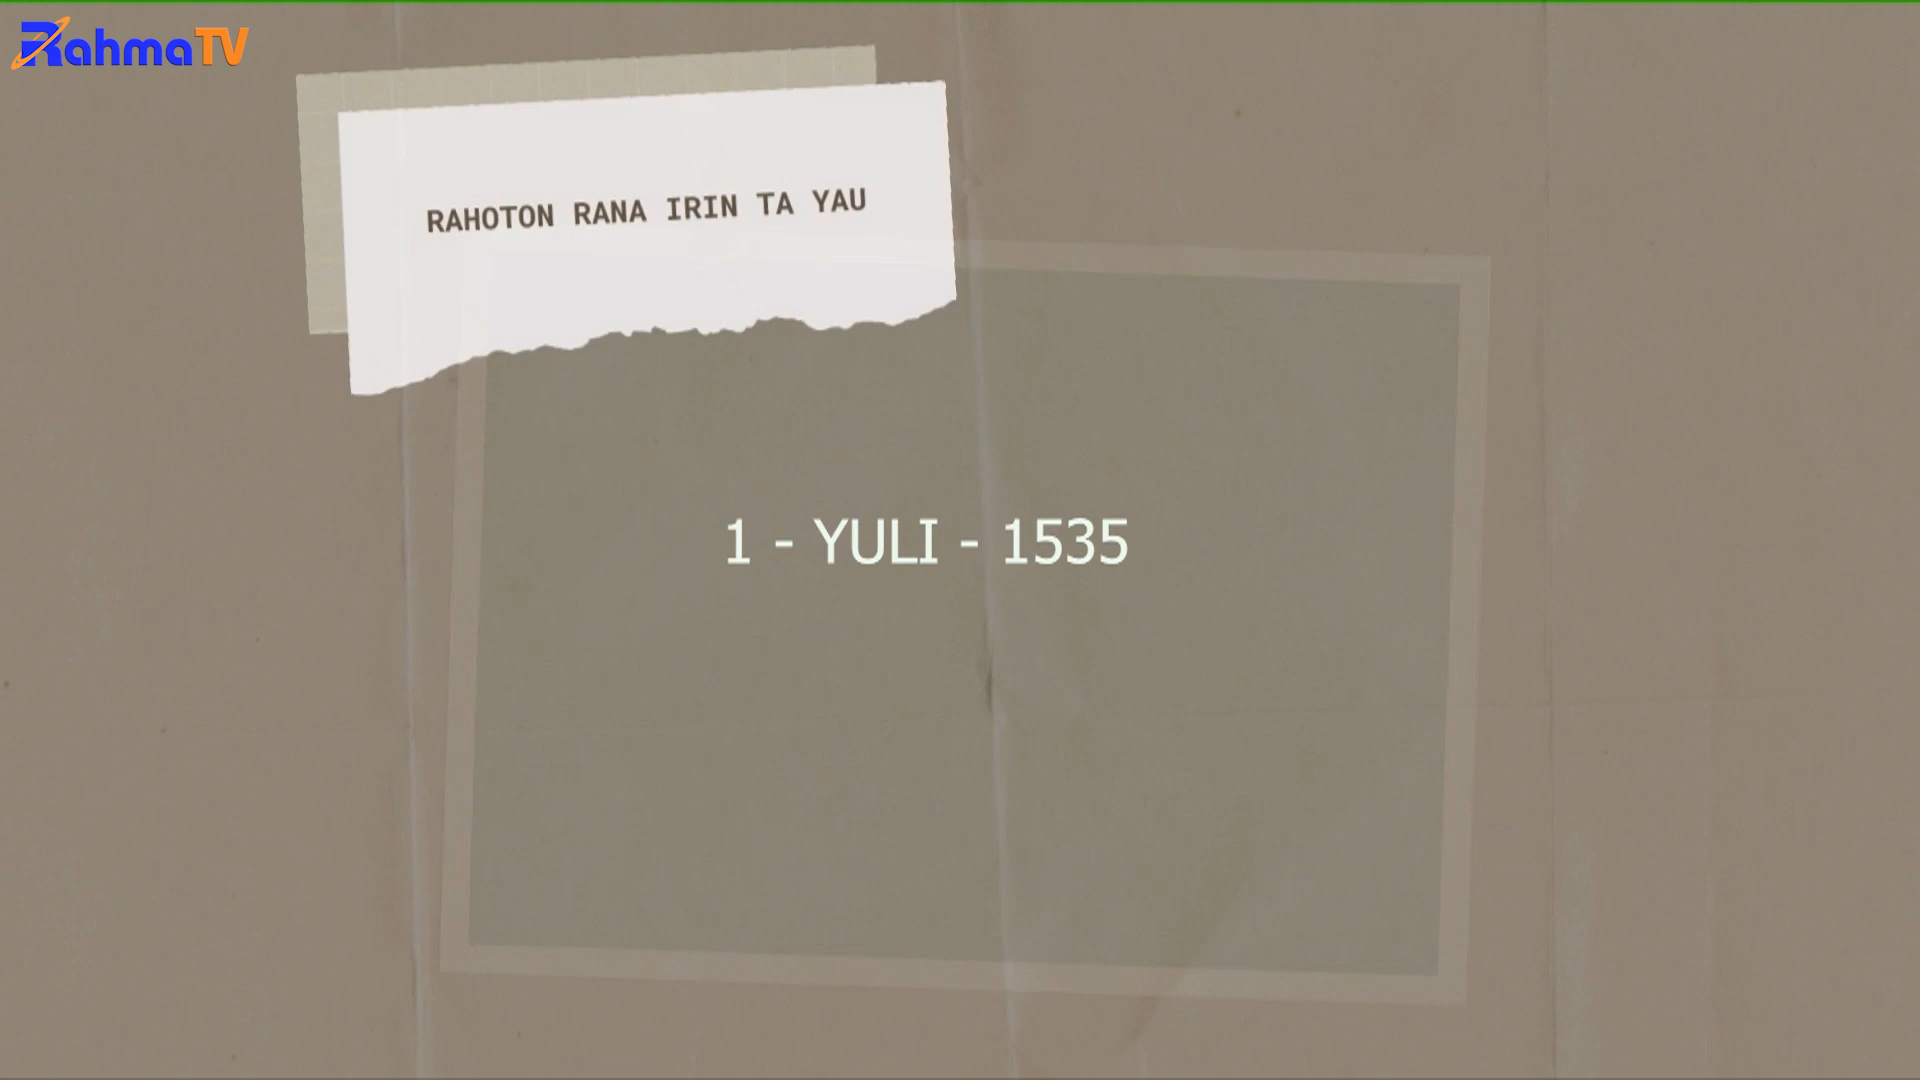 RahmaTV
RAHOTON RANA IRIN TA YAU
1 - YULI - 1535